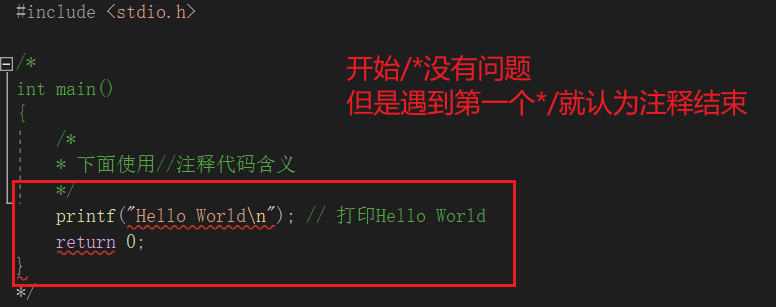 #include <stdio.h>
/*
开始/*没有问题
int main()
但是遇到第一个*/就认为注释结束
{
/*
* 下面使用//注释代码含义
*/
printf("Hello World\n"); // 打印Hello World
return 0;
}
*/